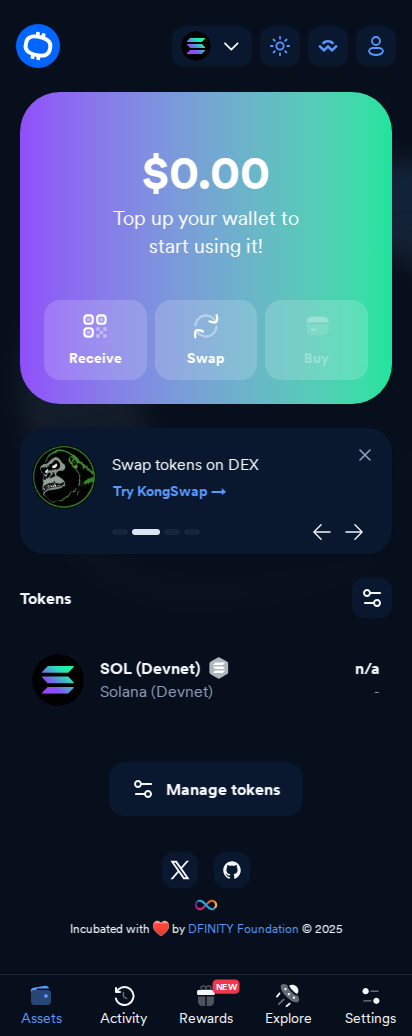 $0.00
Top up your wallet to
start using it!
Receive
Swap
Buy
Swap tokens on DEX
Try KongSwap →
Tokens
SOL (Devnet)
n/a
Solana (Devnet)
-
Manage tokens
Incubated with ❤️ by DFINITY Foundation © 2025
NEW
Assets
Activity
Rewards
Explore
Settings